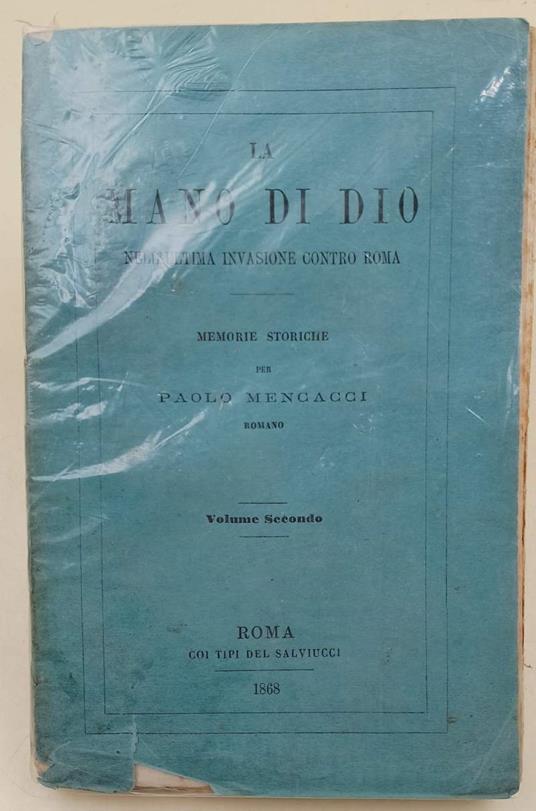 LA
MANO DI DIO
NELL'ULTIMA INVASIONE CONTRO ROMA
MEMORIE STORICHE
PER
PAOLO MENCACCI
ROMANO
Volume Secondo
ROMA
COI TIPI DEL SALVIUCCI
1868